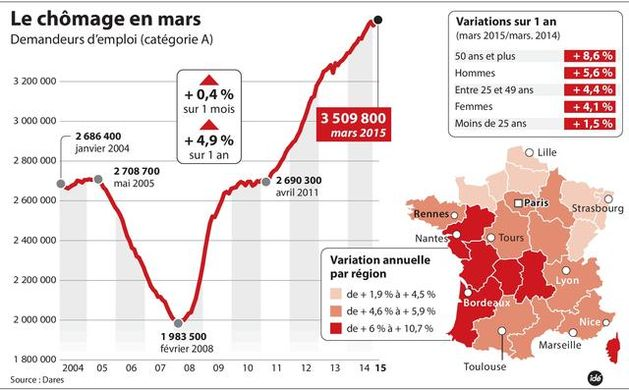 Le chômage en mars
Demandeurs d'emploi (catégorie A)
3 200 000
3 000 000
2 800 000
2 600 000
2 400 000
2 200 000
2 000 000
1 800 000
+ 0,4 %
sur 1 mois
+ 4,9 %
sur 1 an
2 686 400
janvier 2004
2 708 700
mai 2005
1 983 500
février 2008
2 690 300
avril 2011
3 509 800
mars 2015
2004 05 06 07 08 09 10 11 12 13 14 15
Source : Dares
Variations sur 1 an
(mars 2015/mars. 2014)
50 ans et plus + 8,6 %
Hommes + 5,6 %
Entre 25 et 49 ans + 4,4 %
Femmes + 4,1 %
Moins de 25 ans + 1,5 %
Lille
Paris
Strasbourg
Rennes
Nantes
Tours
Lyon
Bordeaux
Nice
Marseille
Toulouse
Variation annuelle
par région
de + 1,9 % à + 4,5 %
de + 4,6 % à + 5,9 %
de + 6 % à + 10,7 %
idé